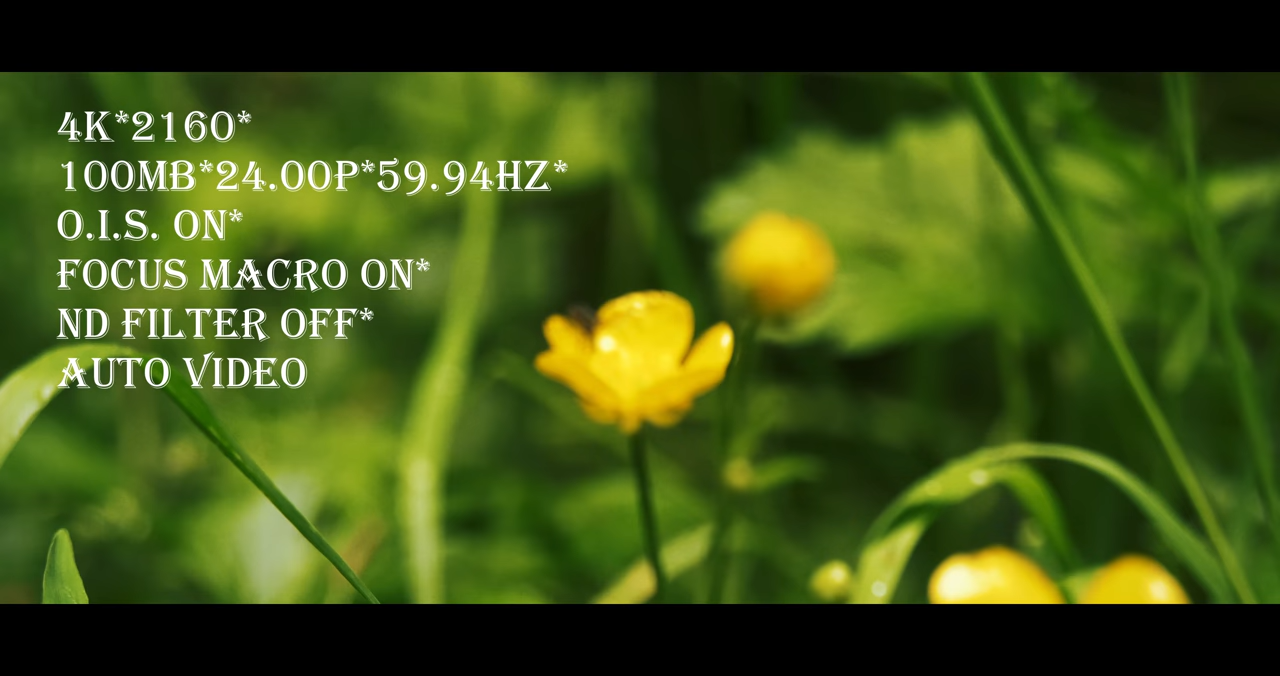 4K*2160*
100MB*24.00P*59.94HZ*
O.I.S. ON*
FOCUS MACRO ON*
ND FILTER OFF*
AUTO VIDEO